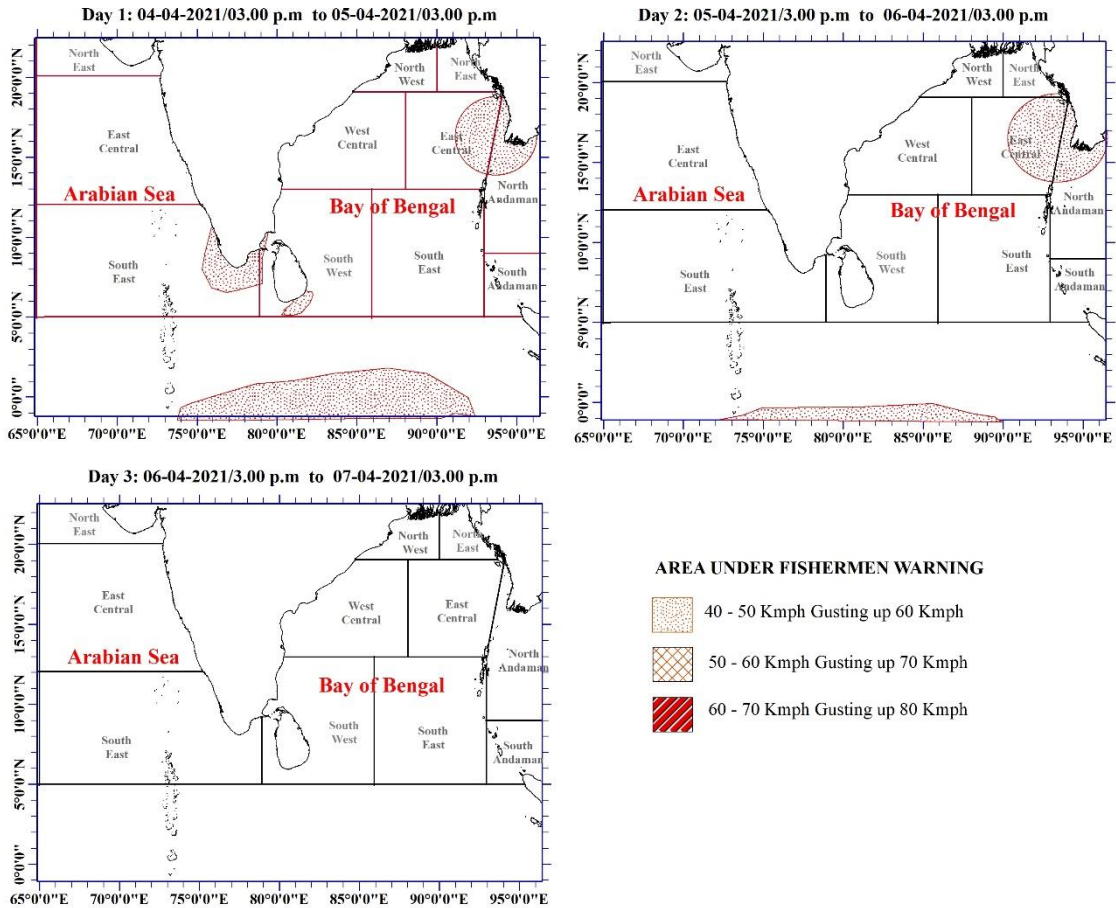 Day 1: 04-04-2021/03.00 p.m to 05-04-2021/03.00 p.m
20°0'0"N
15°0'0"N
10°0'0"N
5°0'0"N
0°0'0"
North
East
North
West
North
East
East
Central
West
Central
East
Central
Arabian Sea
Bay of Bengal
North
Andaman
South
East
South
West
South
East
South
Andaman
65°0'0"E 70°0'0"E 75°0'0"E 80°0'0"E 85°0'0"E 90°0'0"E 95°0'0"E
Day 2: 05-04-2021/3.00 p.m to 06-04-2021/03.00 p.m
20°0'0"N
15°0'0"N
10°0'0"N
5°0'0"N
0°0'0"
North
East
North
West
North
East
East
Central
West
Central
East
Central
Arabian Sea
Bay of Bengal
North
Andaman
South
East
South
West
South
East
South
Andaman
65°0'0"E 70°0'0"E 75°0'0"E 80°0'0"E 85°0'0"E 90°0'0"E 95°0'0"E
Day 3: 06-04-2021/3.00 p.m to 07-04-2021/03.00 p.m
20°0'0"N
15°0'0"N
10°0'0"N
5°0'0"N
0°0'0"
North
East
North
West
North
East
East
Central
West
Central
East
Central
Arabian Sea
Bay of Bengal
North
Andaman
South
East
South
West
South
East
South
Andaman
65°0'0"E 70°0'0"E 75°0'0"E 80°0'0"E 85°0'0"E 90°0'0"E 95°0'0"E
AREA UNDER FISHERMEN WARNING
40 - 50 Kmph Gusting up 60 Kmph
50 - 60 Kmph Gusting up 70 Kmph
60 - 70 Kmph Gusting up 80 Kmph